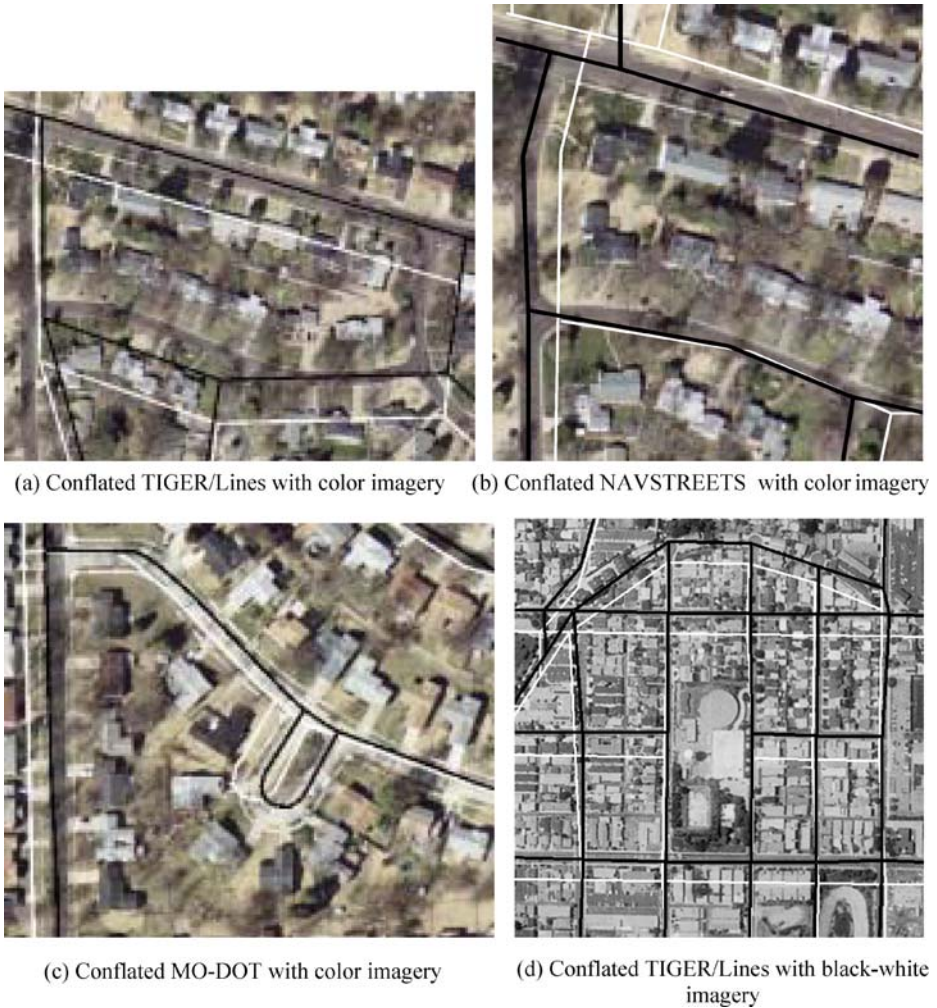 (a) Conflated TIGER/Lines with color imagery
(b) Conflated NAVSTREETS with color imagery
(c) Conflated MO-DOT with color imagery
(d) Conflated TIGER/Lines with black-white
imagery